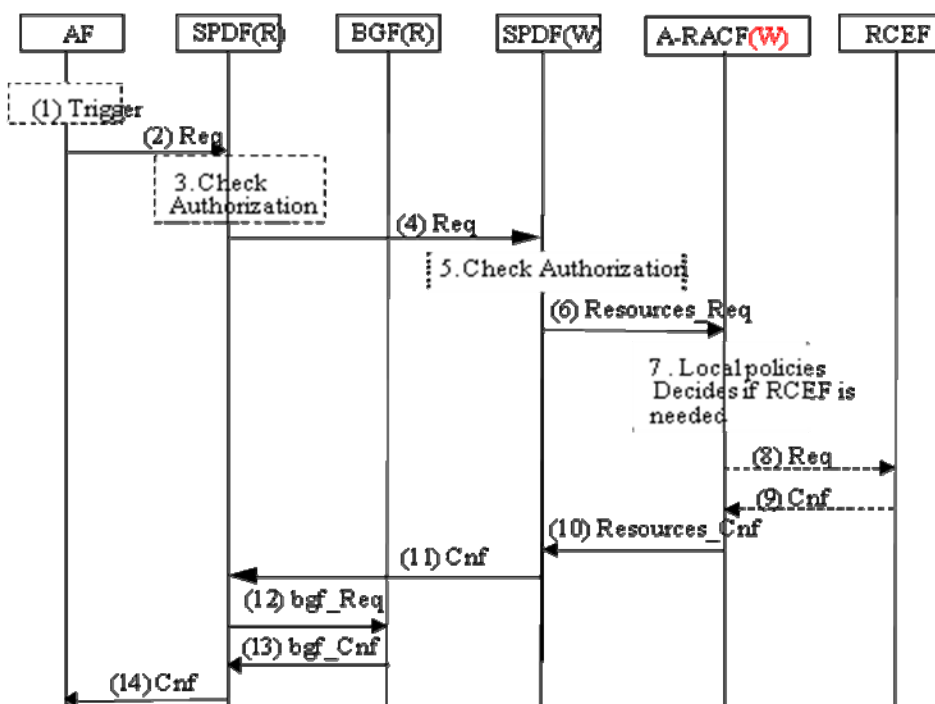 AF
SPDF(R)
BGF(R)
SPDF(W)
A-RACF(W)
RCEF
(1) Trigger
(2) Req
3.Check
Authorization
(4) Req
5.Check Authorization
(6) Resources_Req
7 . Local policies
Decides if RCEF is
needed
(8) Req
(9) Cnf
(10) Resources_Cnf
(11) Cnf
(12) bgf_Req
(13) bgf_Cnf
(14) Cnf